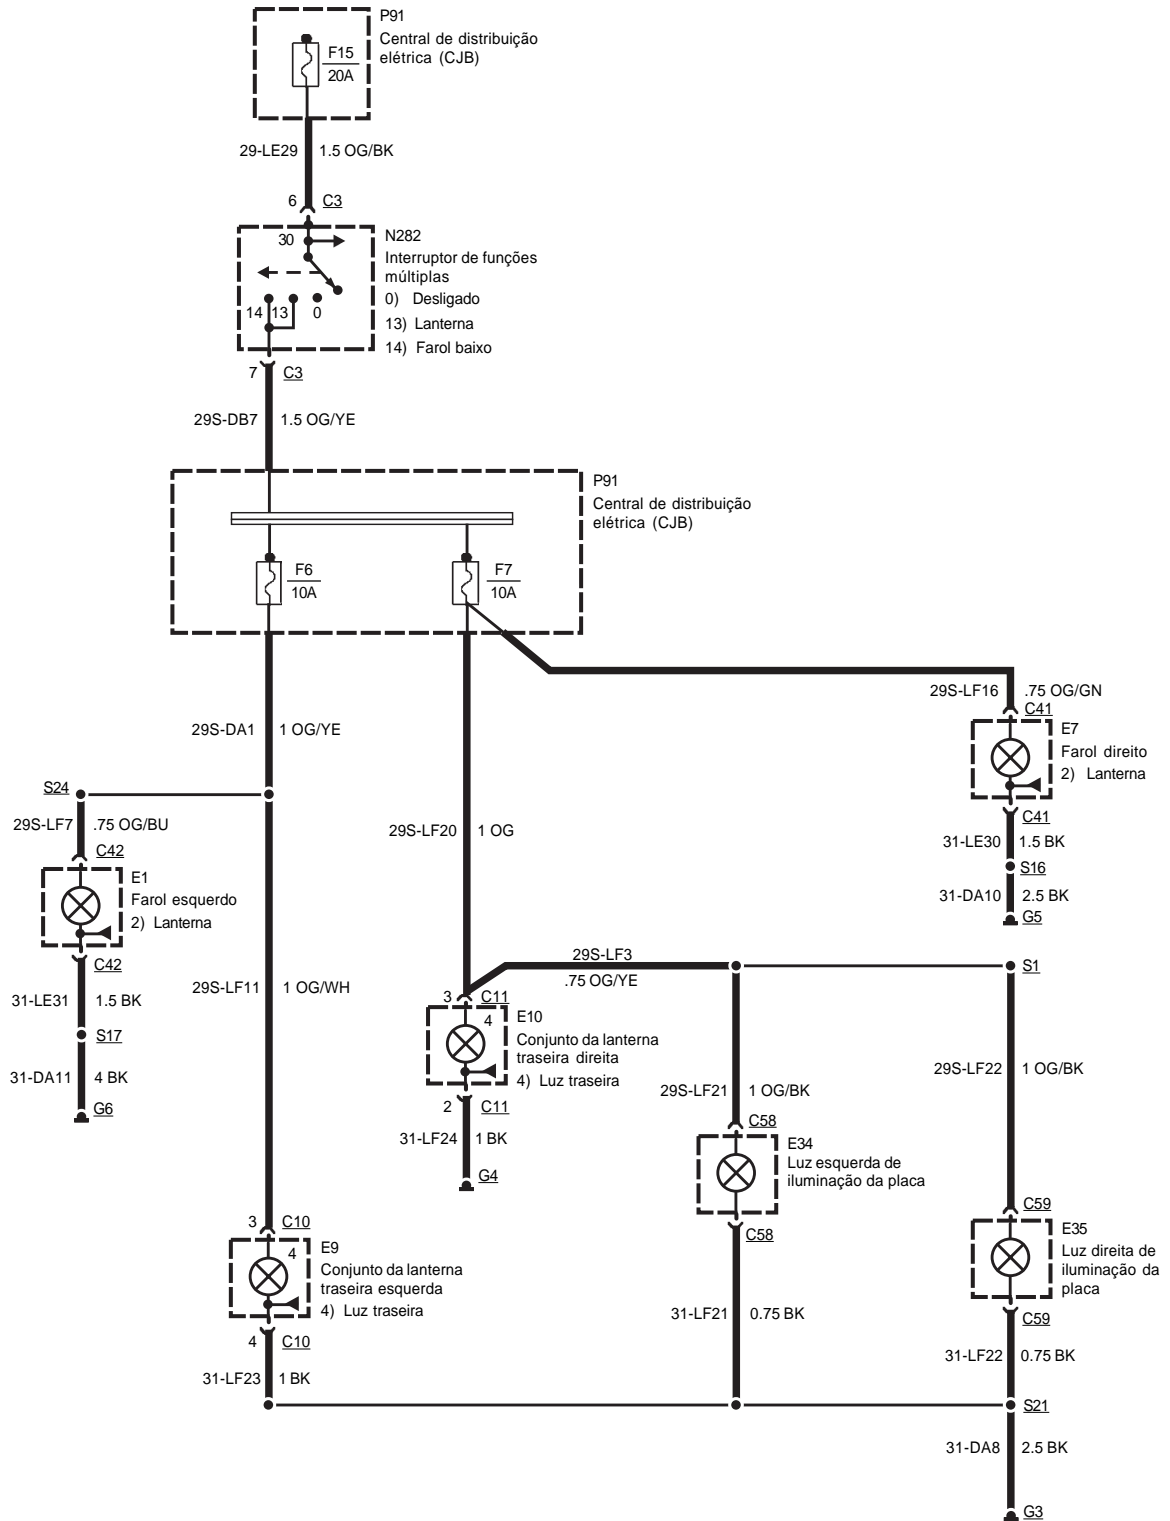 P91
Central de distribuição
elétrica (CJB)
F15
20A
29-LE29
1.5 OG/BK
6
C3
30
N282
Interruptor de funções
múltiplas
0) Desligado
13) Lanterna
14) Farol baixo
14
13
0
7
C3
29S-DB7
1.5 OG/YE
P91
Central de distribuição
elétrica (CJB)
F6
10A
F7
10A
29S-LF16
.75 OG/GN
C41
E7
Farol direito
2) Lanterna
C41
31-LE30
1.5 BK
S16
31-DA10
2.5 BK
G5
29S-DA1
1 OG/YE
S24
29S-LF7
.75 OG/BU
C42
E1
Farol esquerdo
2) Lanterna
C42
31-LE31
1.5 BK
S17
31-DA11
4 BK
G6
29S-LF20
1 OG
29S-LF3
.75 OG/YE
S1
29S-LF11
1 OG/WH
3
C11
4
E10
Conjunto da lanterna
traseira direita
4) Luz traseira
2
C11
31-LF24
1 BK
G4
29S-LF21
1 OG/BK
C58
E34
Luz esquerda de
iluminação da placa
C58
31-LF21
0.75 BK
29S-LF22
1 OG/BK
C59
E35
Luz direita de
iluminação da
placa
C59
31-LF22
0.75 BK
3
C10
4
E9
Conjunto da lanterna
traseira esquerda
4) Luz traseira
4
C10
31-LF23
1 BK
S21
31-DA8
2.5 BK
G3